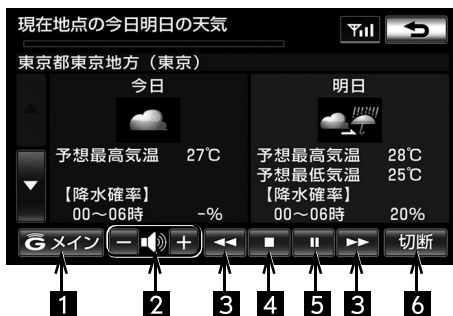 現在地点の今日明日の天気
東京都東京地方（東京）
今日
予想最高気温 27℃
【降水確率】
00～06時 -%
明日
予想最高気温 28℃
予想最低気温 25℃
【降水確率】
00～06時 20%
G メイン － ＋ 切断
1 2 3 4 5 3 6